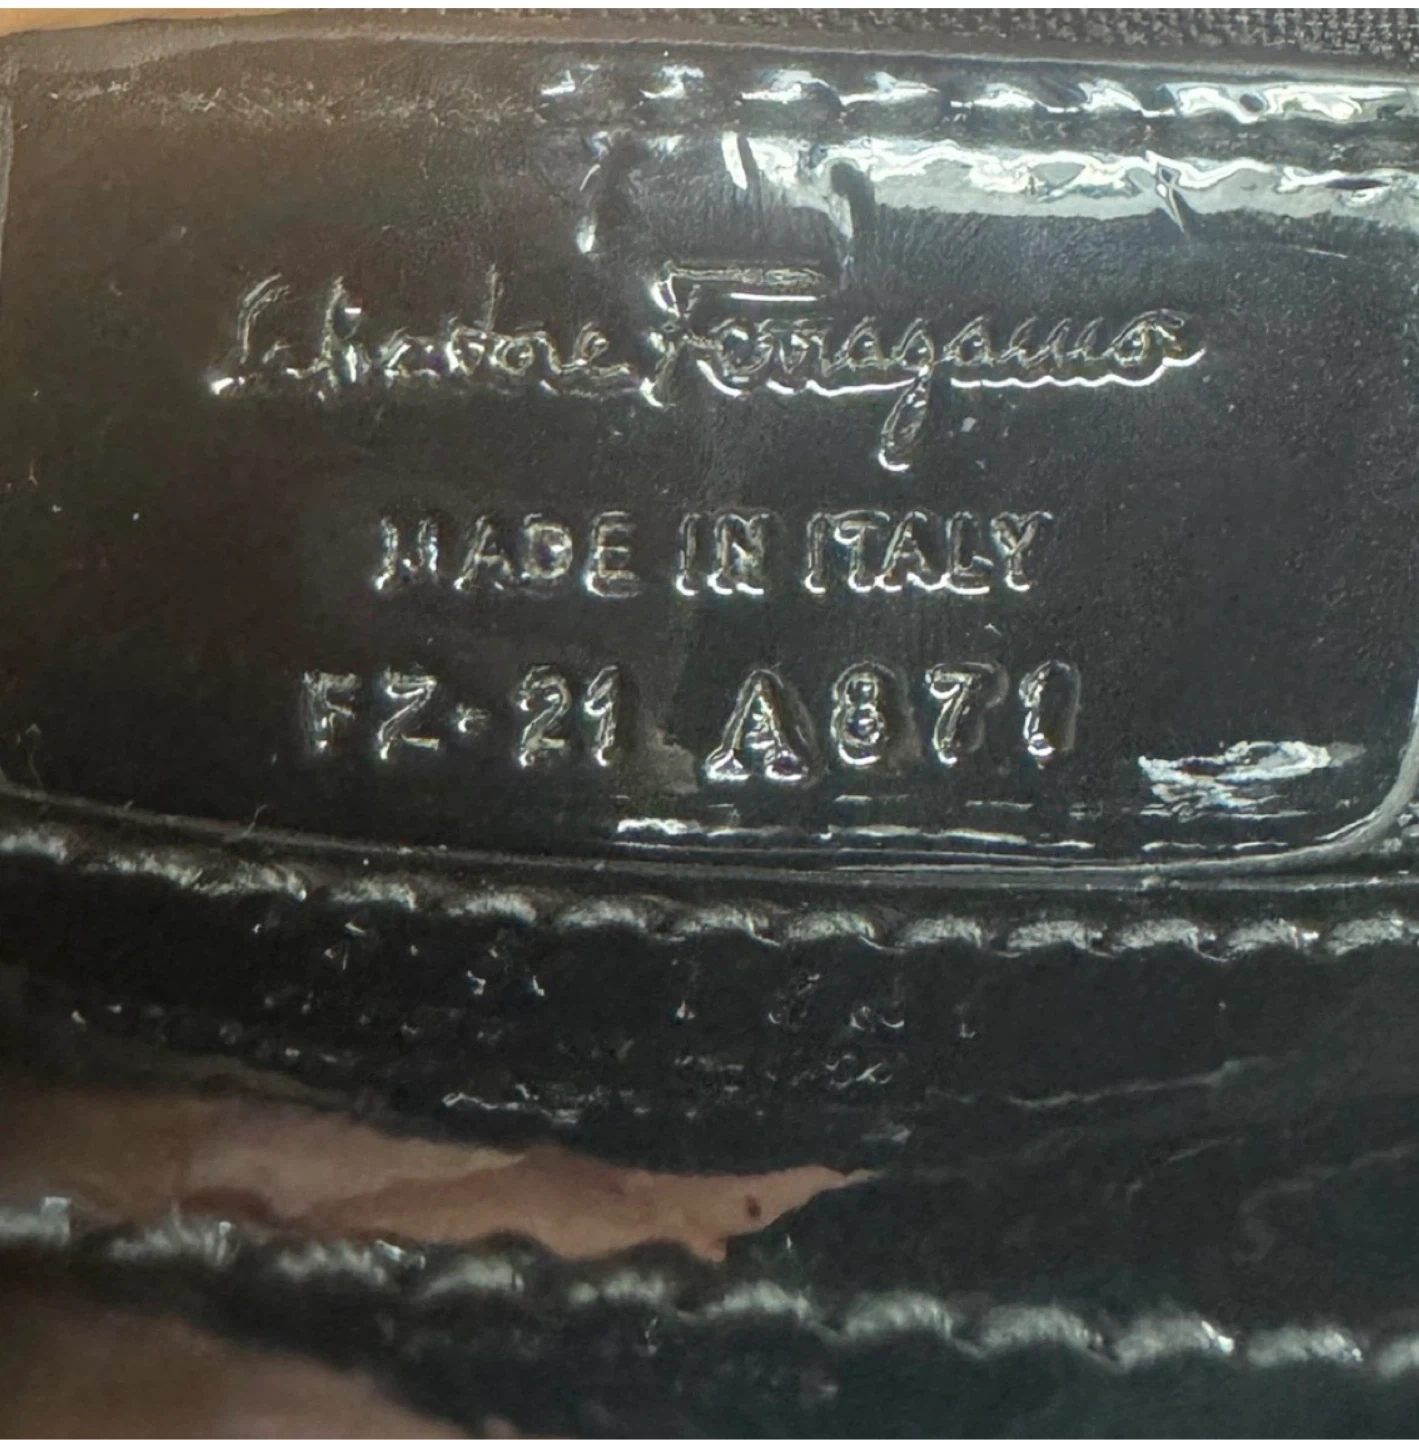 Salvatore Ferragamo
MADE IN ITALY
FZ-21 A871